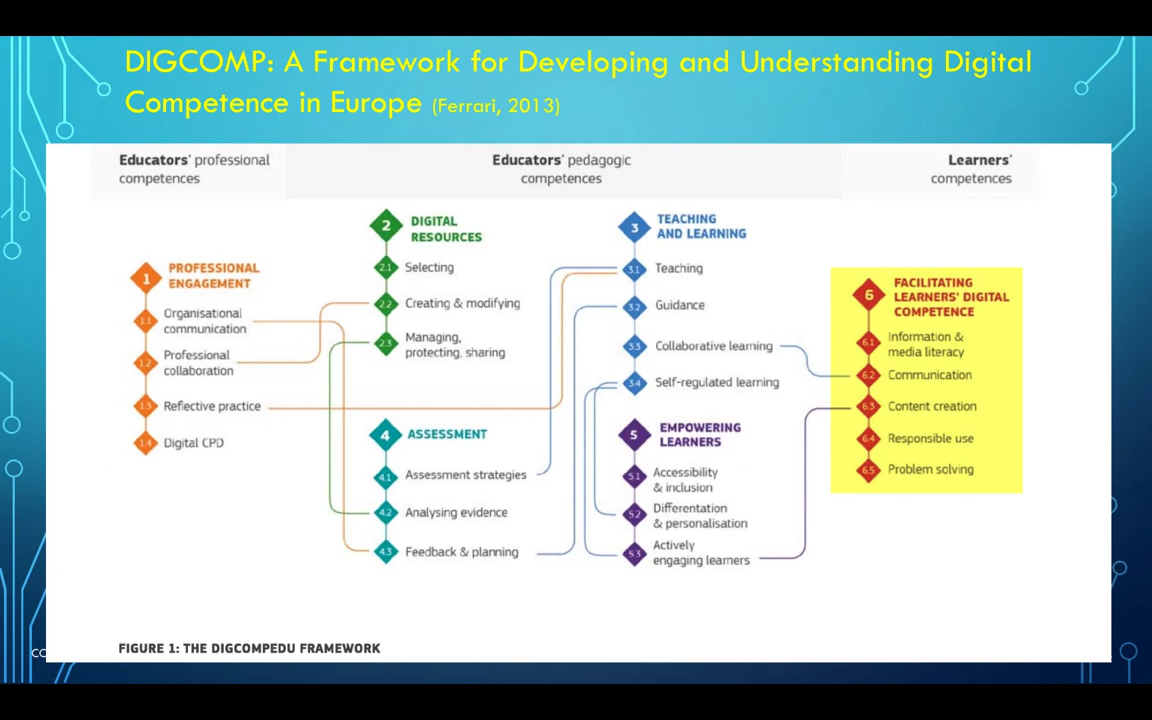 DIGCOMP: A Framework for Developing and Understanding Digital
Competence in Europe (Ferrari, 2013)
Educators' professional
competences
Educators' pedagogic
competences
Learners'
competences
1 PROFESSIONAL
ENGAGEMENT
1.1 Organisational
communication
1.2 Professional
collaboration
1.3 Reflective practice
1.4 Digital CPD
2 DIGITAL
RESOURCES
2.1 Selecting
2.2 Creating & modifying
2.3 Managing,
protecting, sharing
4 ASSESSMENT
4.1 Assessment strategies
4.2 Analysing evidence
4.3 Feedback & planning
3 TEACHING
AND LEARNING
3.1 Teaching
3.2 Guidance
3.3 Collaborative learning
3.4 Self-regulated learning
5 EMPOWERING
LEARNERS
5.1 Accessibility
& inclusion
5.2 Differentation
& personalisation
5.3 Actively
engaging learners
6 FACILITATING
LEARNERS' DIGITAL
COMPETENCE
6.1 Information &
media literacy
6.2 Communication
6.3 Content creation
6.4 Responsible use
6.5 Problem solving
FIGURE 1: THE DIGCOMPEDU FRAMEWORK